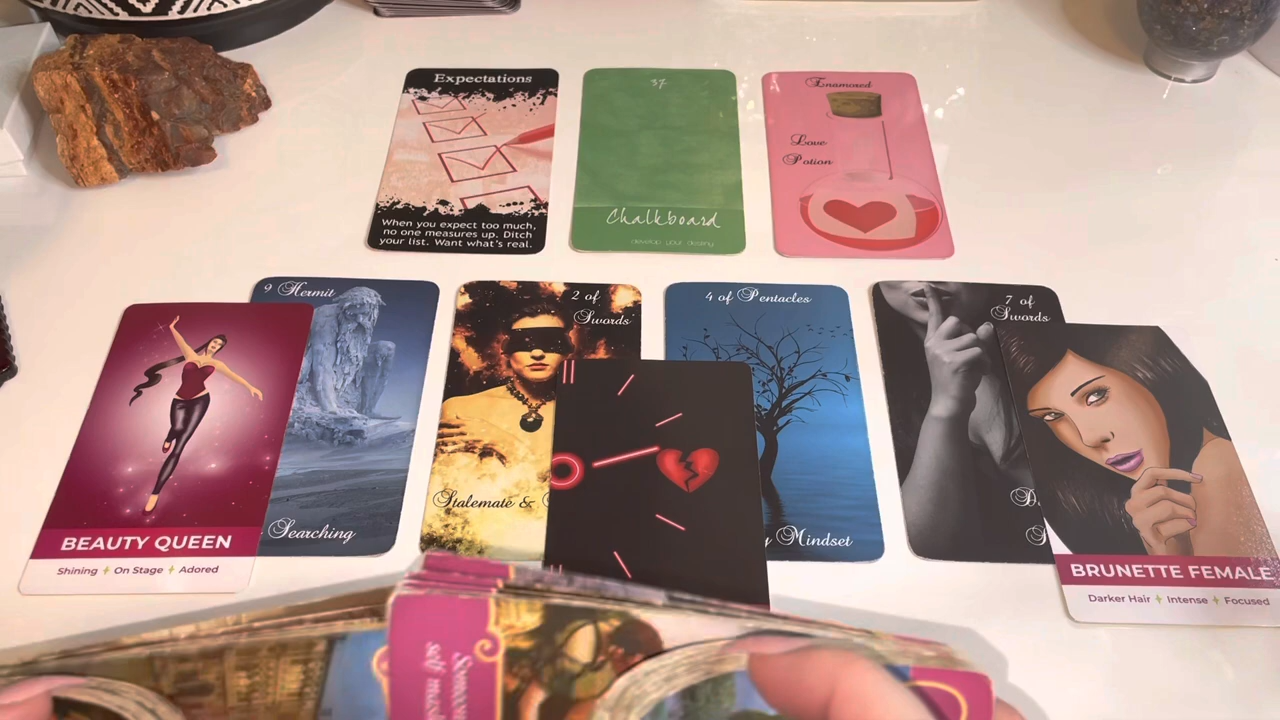 Expectations
When you expect too much,
no one measures up. Ditch
your list. Want what's real.
37
Chalkboard
develop your destiny
Enamored
Love
Potion
9 Hermit
Searching
BEAUTY QUEEN
Shining + On Stage + Adored
2 of
Swords
Stalemate &
4 of Pentacles
Mindset
7 of
Swords
BRUNETTE FEMALE
Darker Hair + Intense + Focused
self